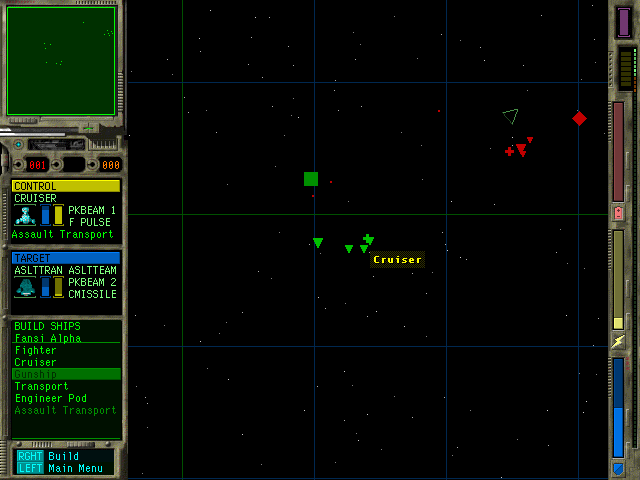 001 000
CONTROL
CRUISER
PKBEAM 1
F PULSE
Assault Transport
TARGET
ASLTTRAN ASLTTEAM
PKBEAM 2
CMISSILE
BUILD SHIPS
Fansi Alpha
Fighter
Cruiser
Gunship
Transport
Engineer Pod
Assault Transport
RGHT Build
LEFT Main Menu
Cruiser